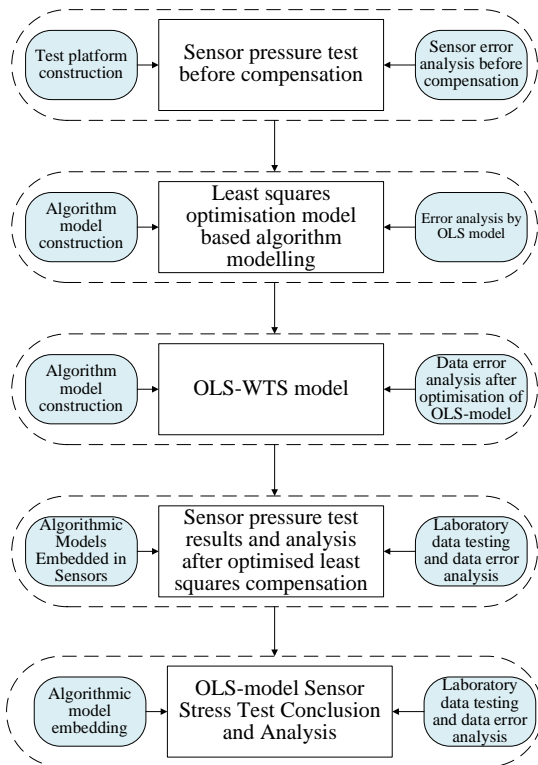 Test platform
construction
Sensor pressure test
before compensation
Sensor error
analysis before
compensation
Algorithm
model
construction
Least squares
optimisation model
based algorithm
modelling
Error analysis by
OLS model
Algorithm
model
construction
OLS-WTS model
Data error
analysis after
optimisation of
OLS-model
Algorithmic
Models
Embedded in
Sensors
Sensor pressure test
results and analysis
after optimised least
squares compensation
Laboratory
data testing
and data error
analysis
Algorithmic
model
embedding
OLS-model Sensor
Stress Test Conclusion
and Analysis
Laboratory
data testing
and data error
analysis